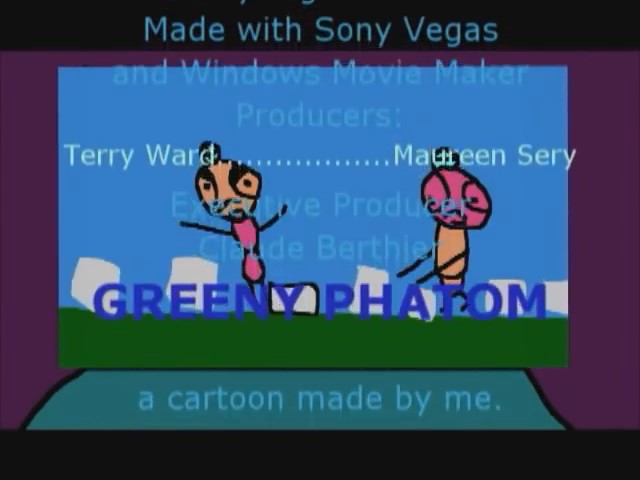 Made with Sony Vegas
and Windows Movie Maker
Producers:
Terry Ward..................Maureen Sery
Executive Producer
Claude Berthier
GREENY PHATOM
a cartoon made by me.